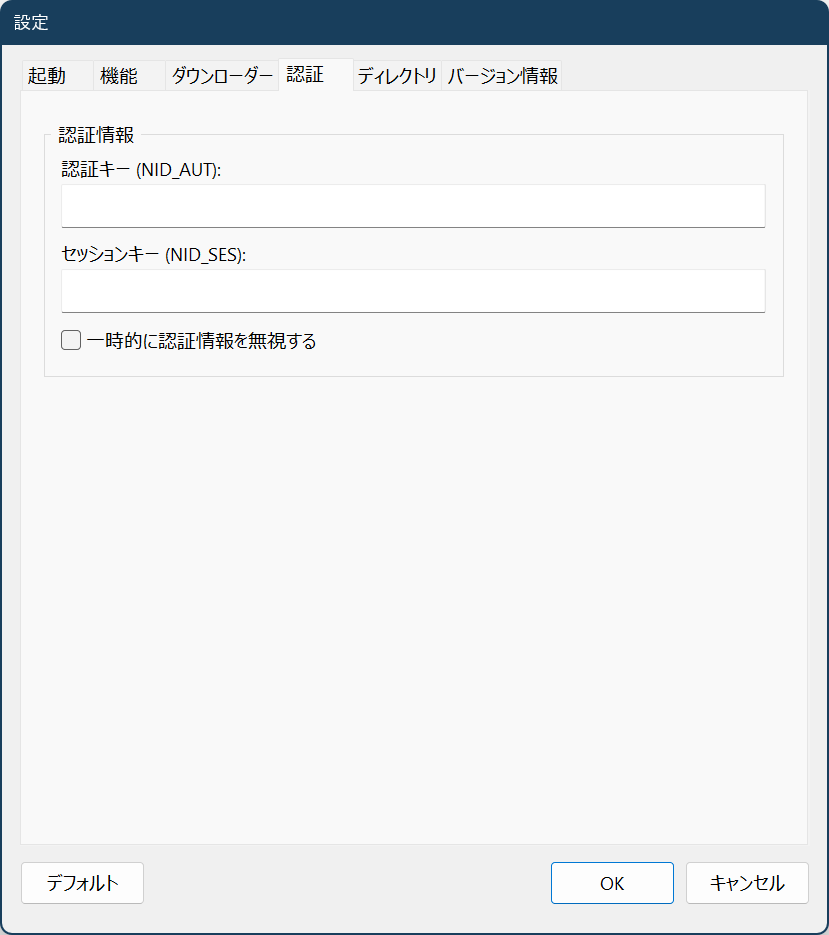 設定
起動 機能 ダウンローダー 認証 ディレクトリ バージョン情報
認証情報
認証キー (NID_AUT):
セッションキー (NID_SES):
一時的に認証情報を無視する
デフォルト OK キャンセル